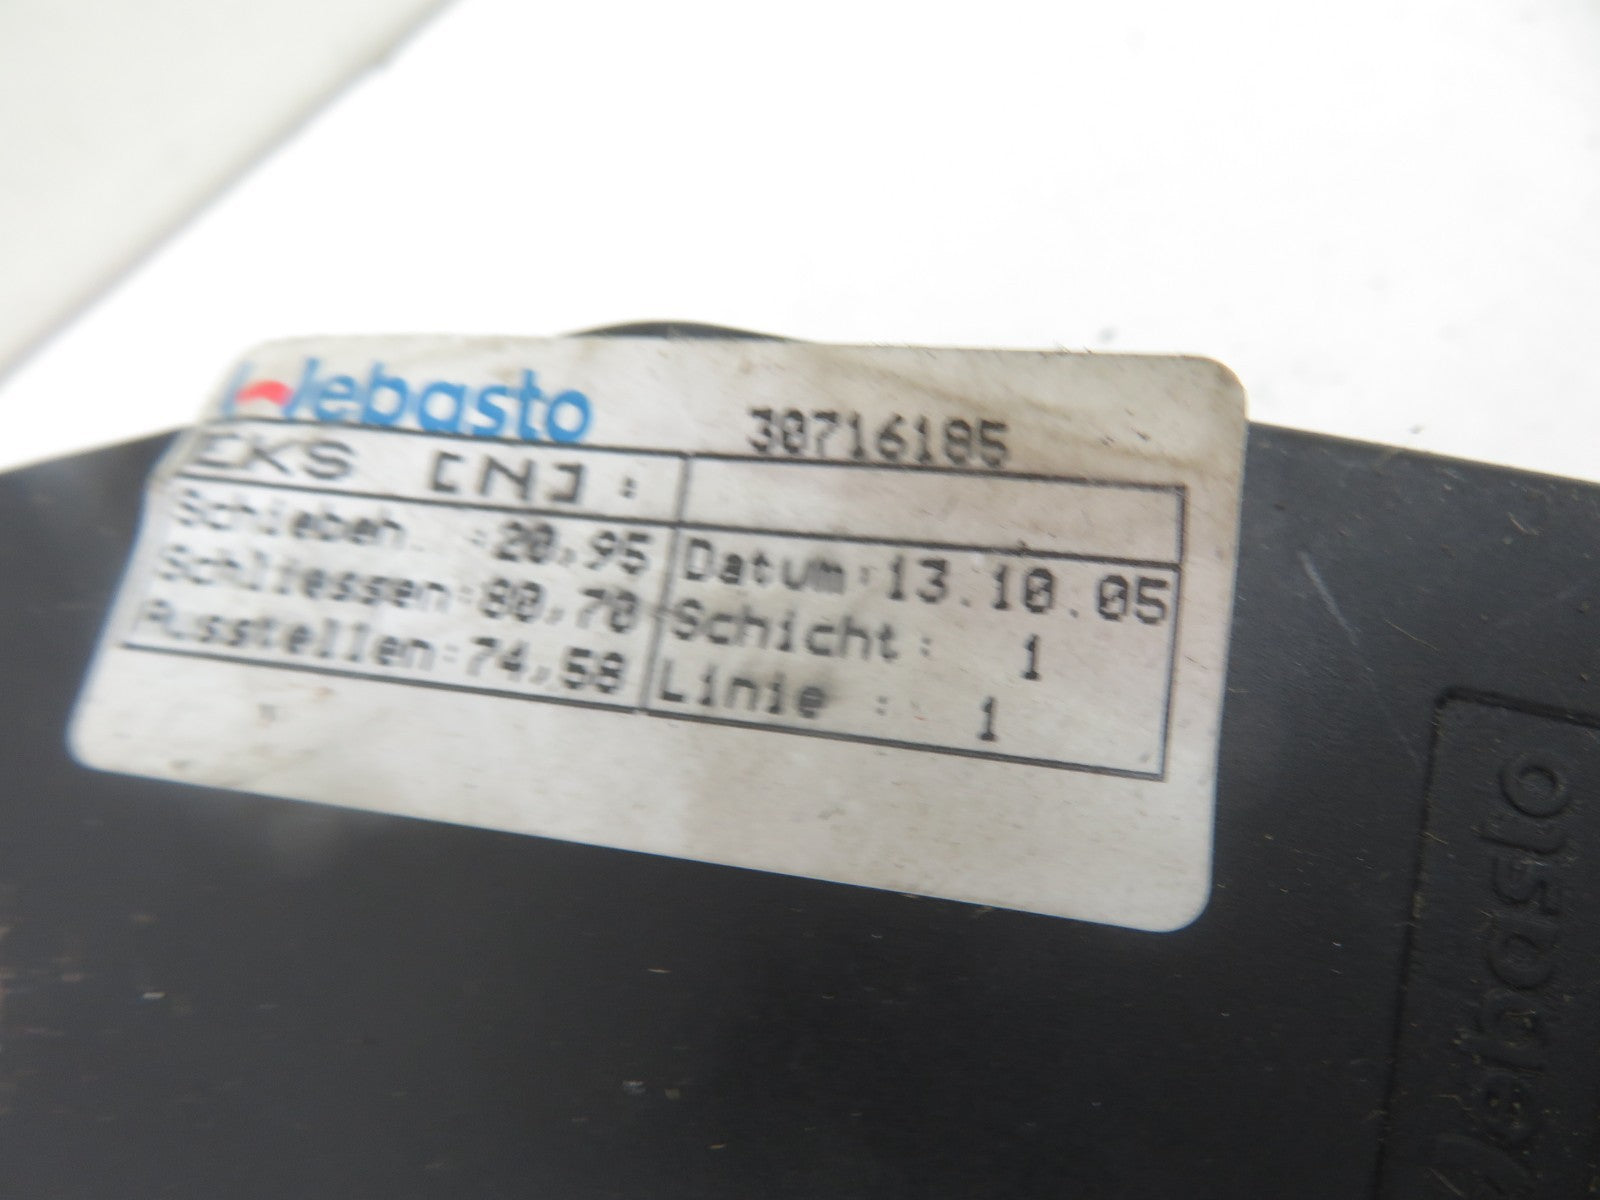 Webasto 30716185
EKS [N]:
Schiebeh. :20,95 Datum:13.10.05
Schliessen:80,70 Schicht: 1
Ausstellen:74,58 Linie : 1
Webasto